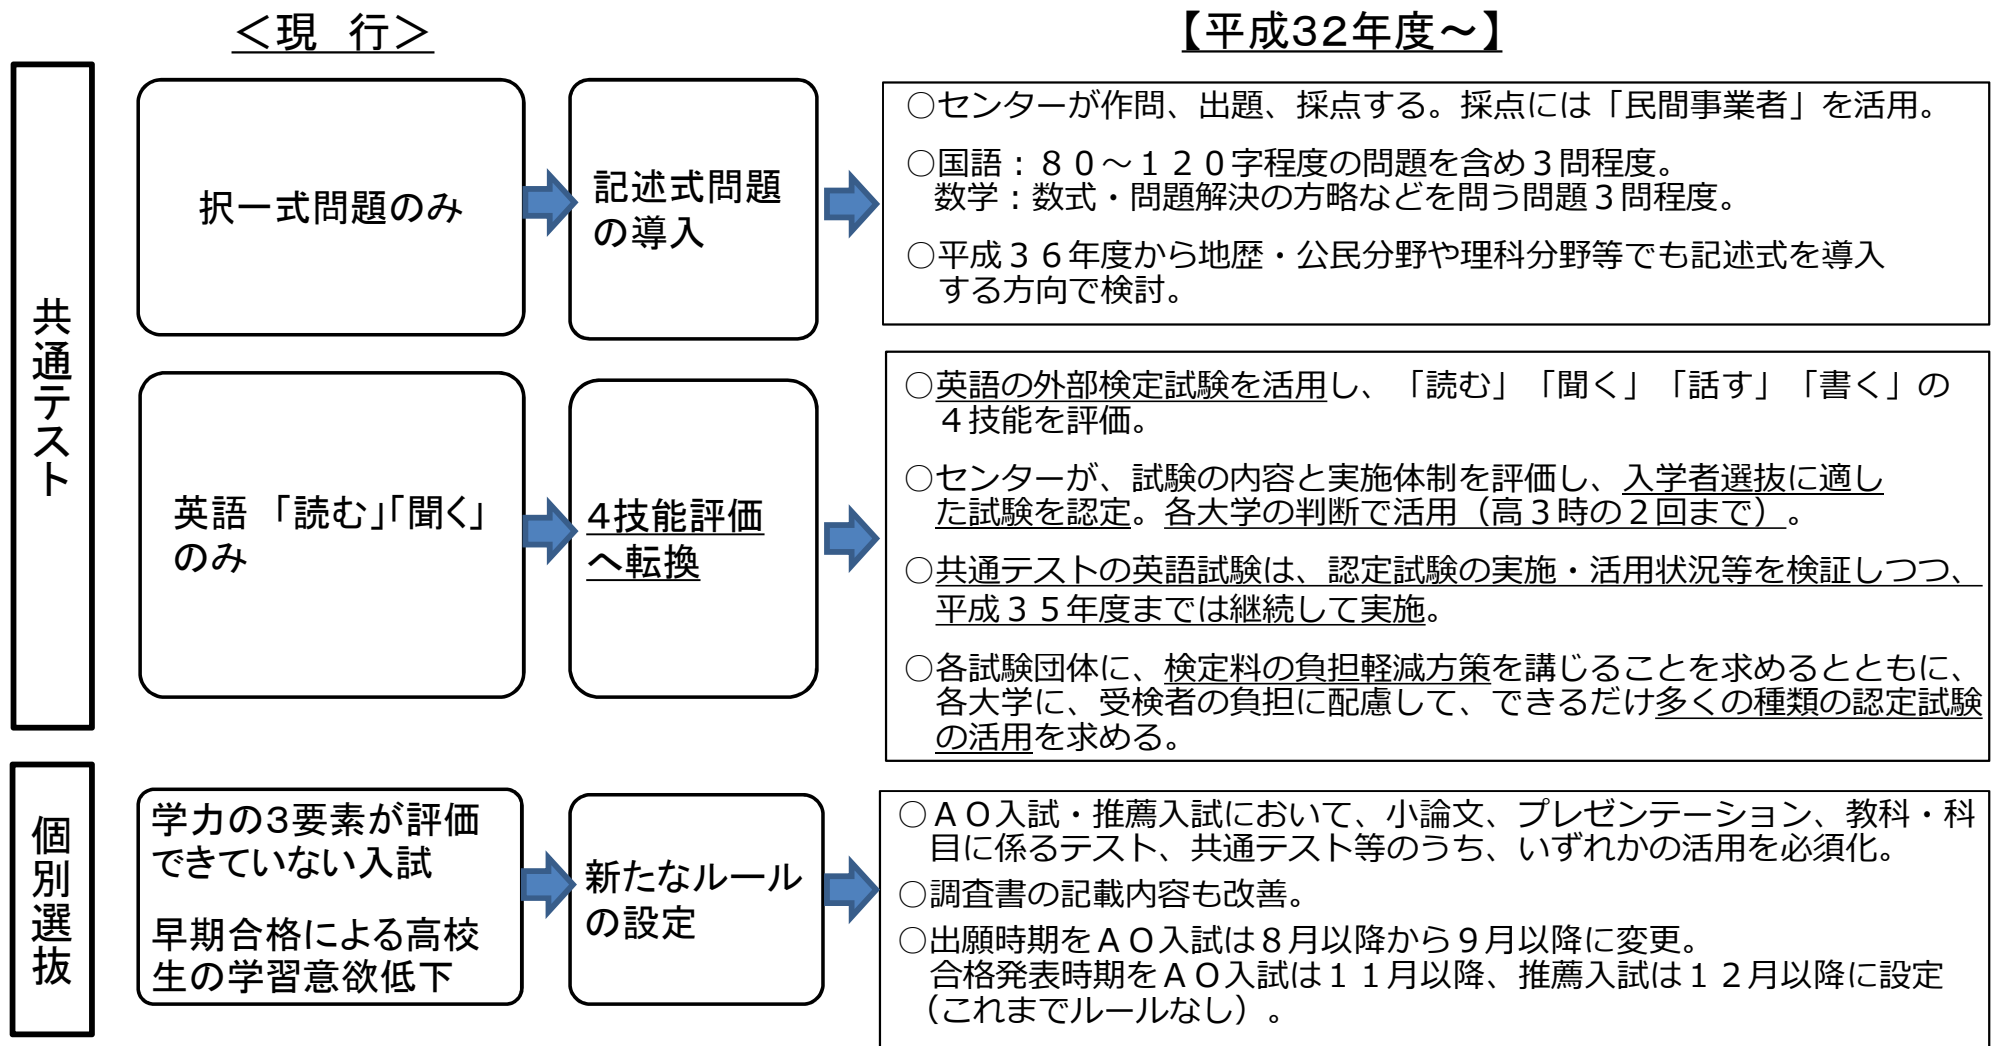 ＜現　行＞
【平成32年度～】
共通テスト
択一式問題のみ
記述式問題
の導入
○センターが作問、出題、採点する。採点には「民間事業者」を活用。
○国語：８０～１２０字程度の問題を含め３問程度。
数学：数式・問題解決の方略などを問う問題３問程度。
○平成３６年度から地歴・公民分野や理科分野等でも記述式を導入
する方向で検討。
英語 「読む」「聞く」
のみ
4技能評価
へ転換
○英語の外部検定試験を活用し、「読む」「聞く」「話す」「書く」の
４技能を評価。
○センターが、試験の内容と実施体制を評価し、入学者選抜に適し
た試験を認定。各大学の判断で活用（高３時の２回まで）。
○共通テストの英語試験は、認定試験の実施・活用状況等を検証しつつ、
平成３５年度までは継続して実施。
○各試験団体に、検定料の負担軽減方策を講じることを求めるとともに、
各大学に、受検者の負担に配慮して、できるだけ多くの種類の認定試験
の活用を求める。
個別選抜
学力の3要素が評価
できていない入試
早期合格による高校
生の学習意欲低下
新たなルール
の設定
○ＡＯ入試・推薦入試において、小論文、プレゼンテーション、教科・科
目に係るテスト、共通テスト等のうち、いずれかの活用を必須化。
○調査書の記載内容も改善。
○出願時期をＡＯ入試は８月以降から９月以降に変更。
合格発表時期をＡＯ入試は１１月以降、推薦入試は１２月以降に設定
（これまでルールなし）。